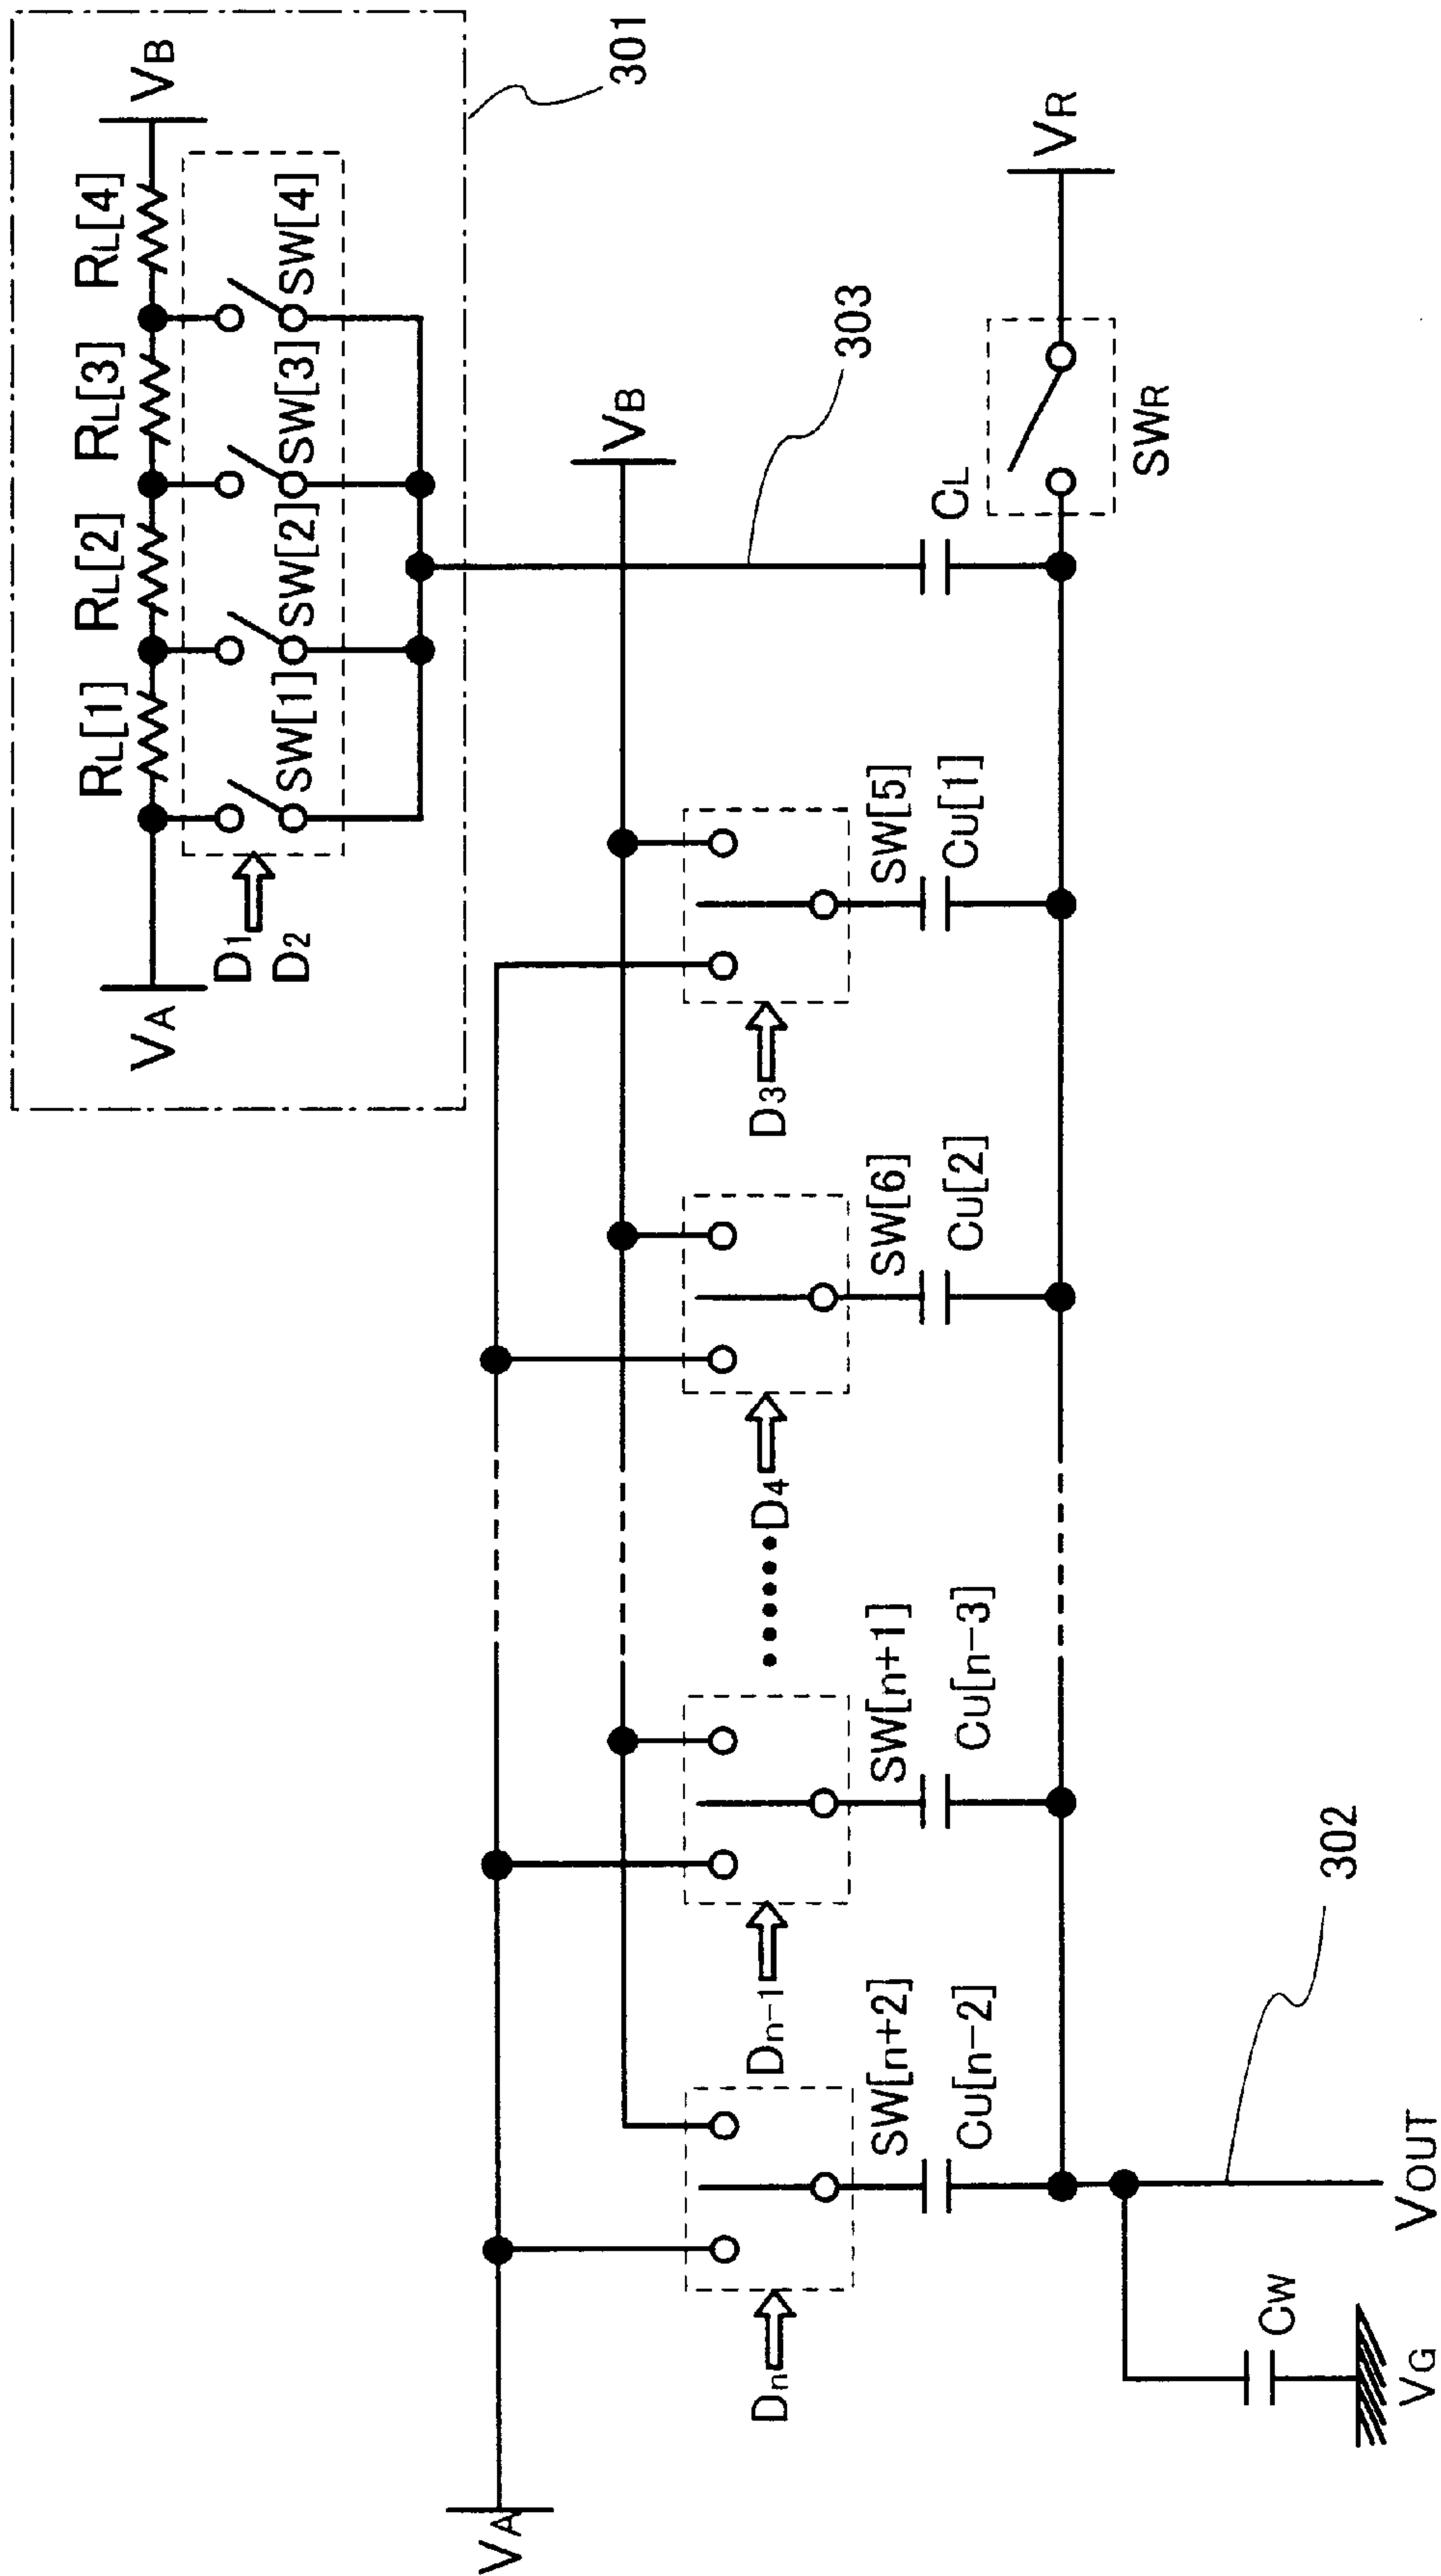 VA
RL[1] RL[2] RL[3] RL[4]
VB
D1
D2
SW[1] SW[2] SW[3] SW[4]
301
VA
VB
303
Dn
Dn-1
D4
D3
SW[n+2]
CU[n-2]
SW[n+1]
CU[n-3]
SW[6]
CU[2]
SW[5]
CU[1]
CL
VR
SWR
CW
VG
VOUT
302